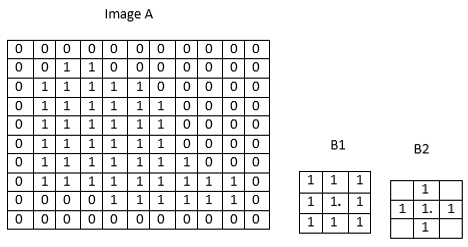 Image A
0 0 0 0 0 0 0 0 0 0 0
0 0 1 1 0 0 0 0 0 0 0
0 1 1 1 1 1 0 0 0 0 0
0 1 1 1 1 1 1 0 0 0 0
0 1 1 1 1 1 1 0 0 0 0
0 1 1 1 1 1 1 0 0 0 0
0 1 1 1 1 1 1 1 0 0 0
0 1 1 1 1 1 1 1 1 1 0
0 0 0 0 1 1 1 1 1 1 0
0 0 0 0 0 0 0 0 0 0 0
B1
1 1 1
1 1. 1
1 1 1
B2
1
1 1. 1
1